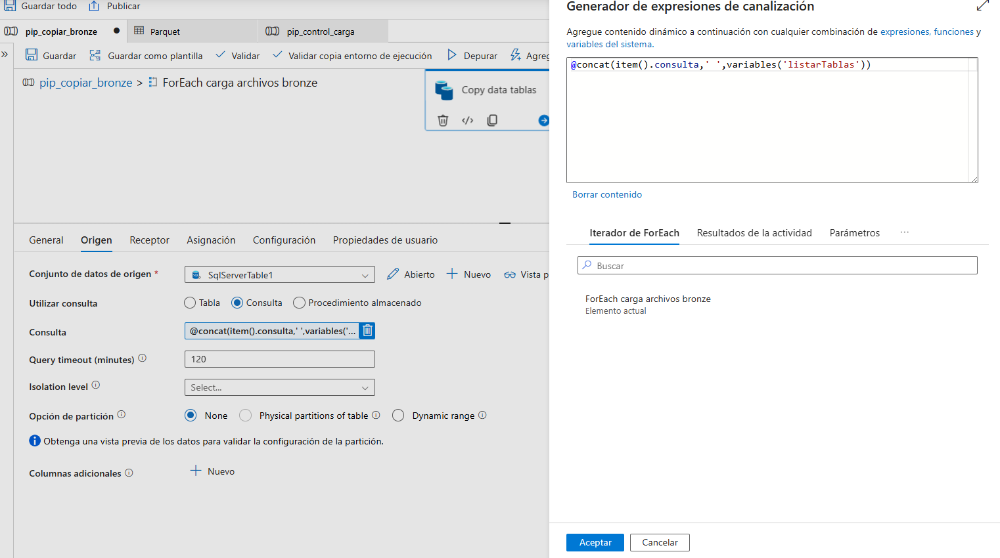 Guardar todo
Publicar
pip_copiar_bronze
Parquet
pip_control_carga
Guardar
Guardar como plantilla
Validar
Validar copia entorno de ejecución
Depurar
Agreg
pip_copiar_bronze > ForEach carga archivos bronze
Copy data tablas
General
Origen
Receptor
Asignación
Configuración
Propiedades de usuario
Conjunto de datos de origen *
SqlServerTable1
Abierto
Nuevo
Vista p
Utilizar consulta
Tabla
Consulta
Procedimiento almacenado
Consulta
@concat(item().consulta,' ',variables('...
Query timeout (minutes)
120
Isolation level
Select...
Opción de partición
None
Physical partitions of table
Dynamic range
Obtenga una vista previa de los datos para validar la configuración de la partición.
Columnas adicionales
Nuevo
Generador de expresiones de canalización
Agregue contenido dinámico a continuación con cualquier combinación de expresiones, funciones y
variables del sistema.
@concat(item().consulta,' ',variables('listarTablas'))
Borrar contenido
Iterador de ForEach
Resultados de la actividad
Parámetros
...
Buscar
ForEach carga archivos bronze
Elemento actual
Aceptar
Cancelar